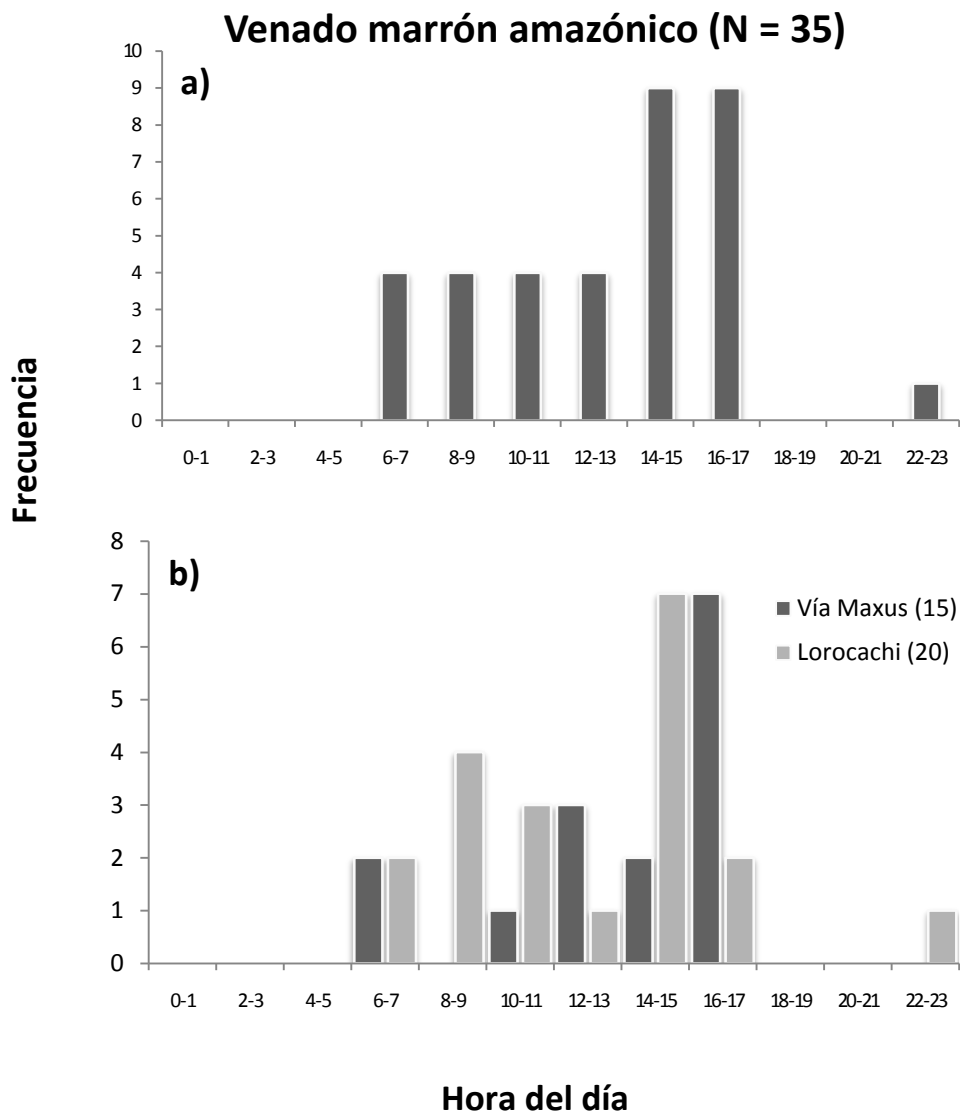 Venado marrón amazónico (N = 35)
a)
10
9
8
7
6
5
4
3
2
1
0
0-1 2-3 4-5 6-7 8-9 10-11 12-13 14-15 16-17 18-19 20-21 22-23
Frecuencia
b)
8
7
6
5
4
3
2
1
0
Vía Maxus (15)
Lorocachi (20)
0-1 2-3 4-5 6-7 8-9 10-11 12-13 14-15 16-17 18-19 20-21 22-23
Hora del día